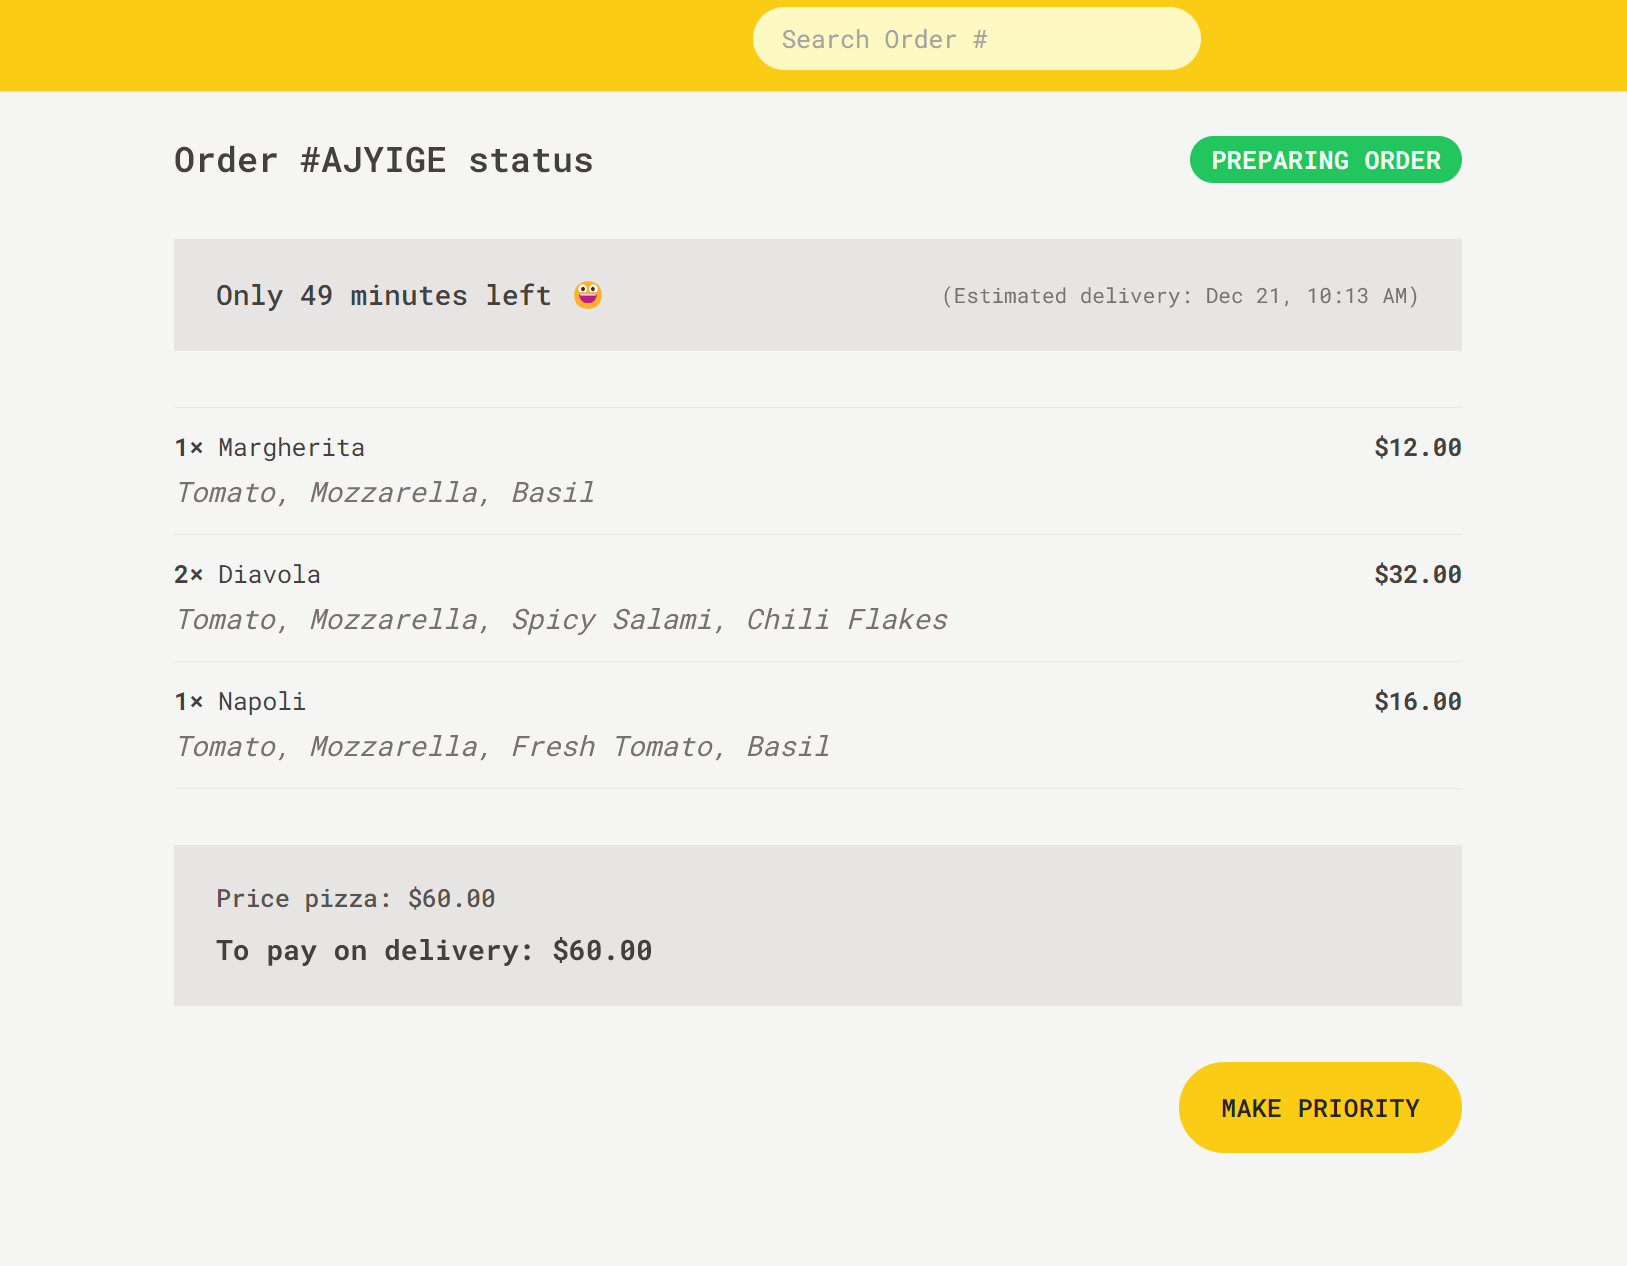 Search Order #
Order #AJYIGE status
PREPARING ORDER
Only 49 minutes left 😃
(Estimated delivery: Dec 21, 10:13 AM)
1× Margherita
$12.00
Tomato, Mozzarella, Basil
2× Diavola
$32.00
Tomato, Mozzarella, Spicy Salami, Chili Flakes
1× Napoli
$16.00
Tomato, Mozzarella, Fresh Tomato, Basil
Price pizza: $60.00
To pay on delivery: $60.00
MAKE PRIORITY